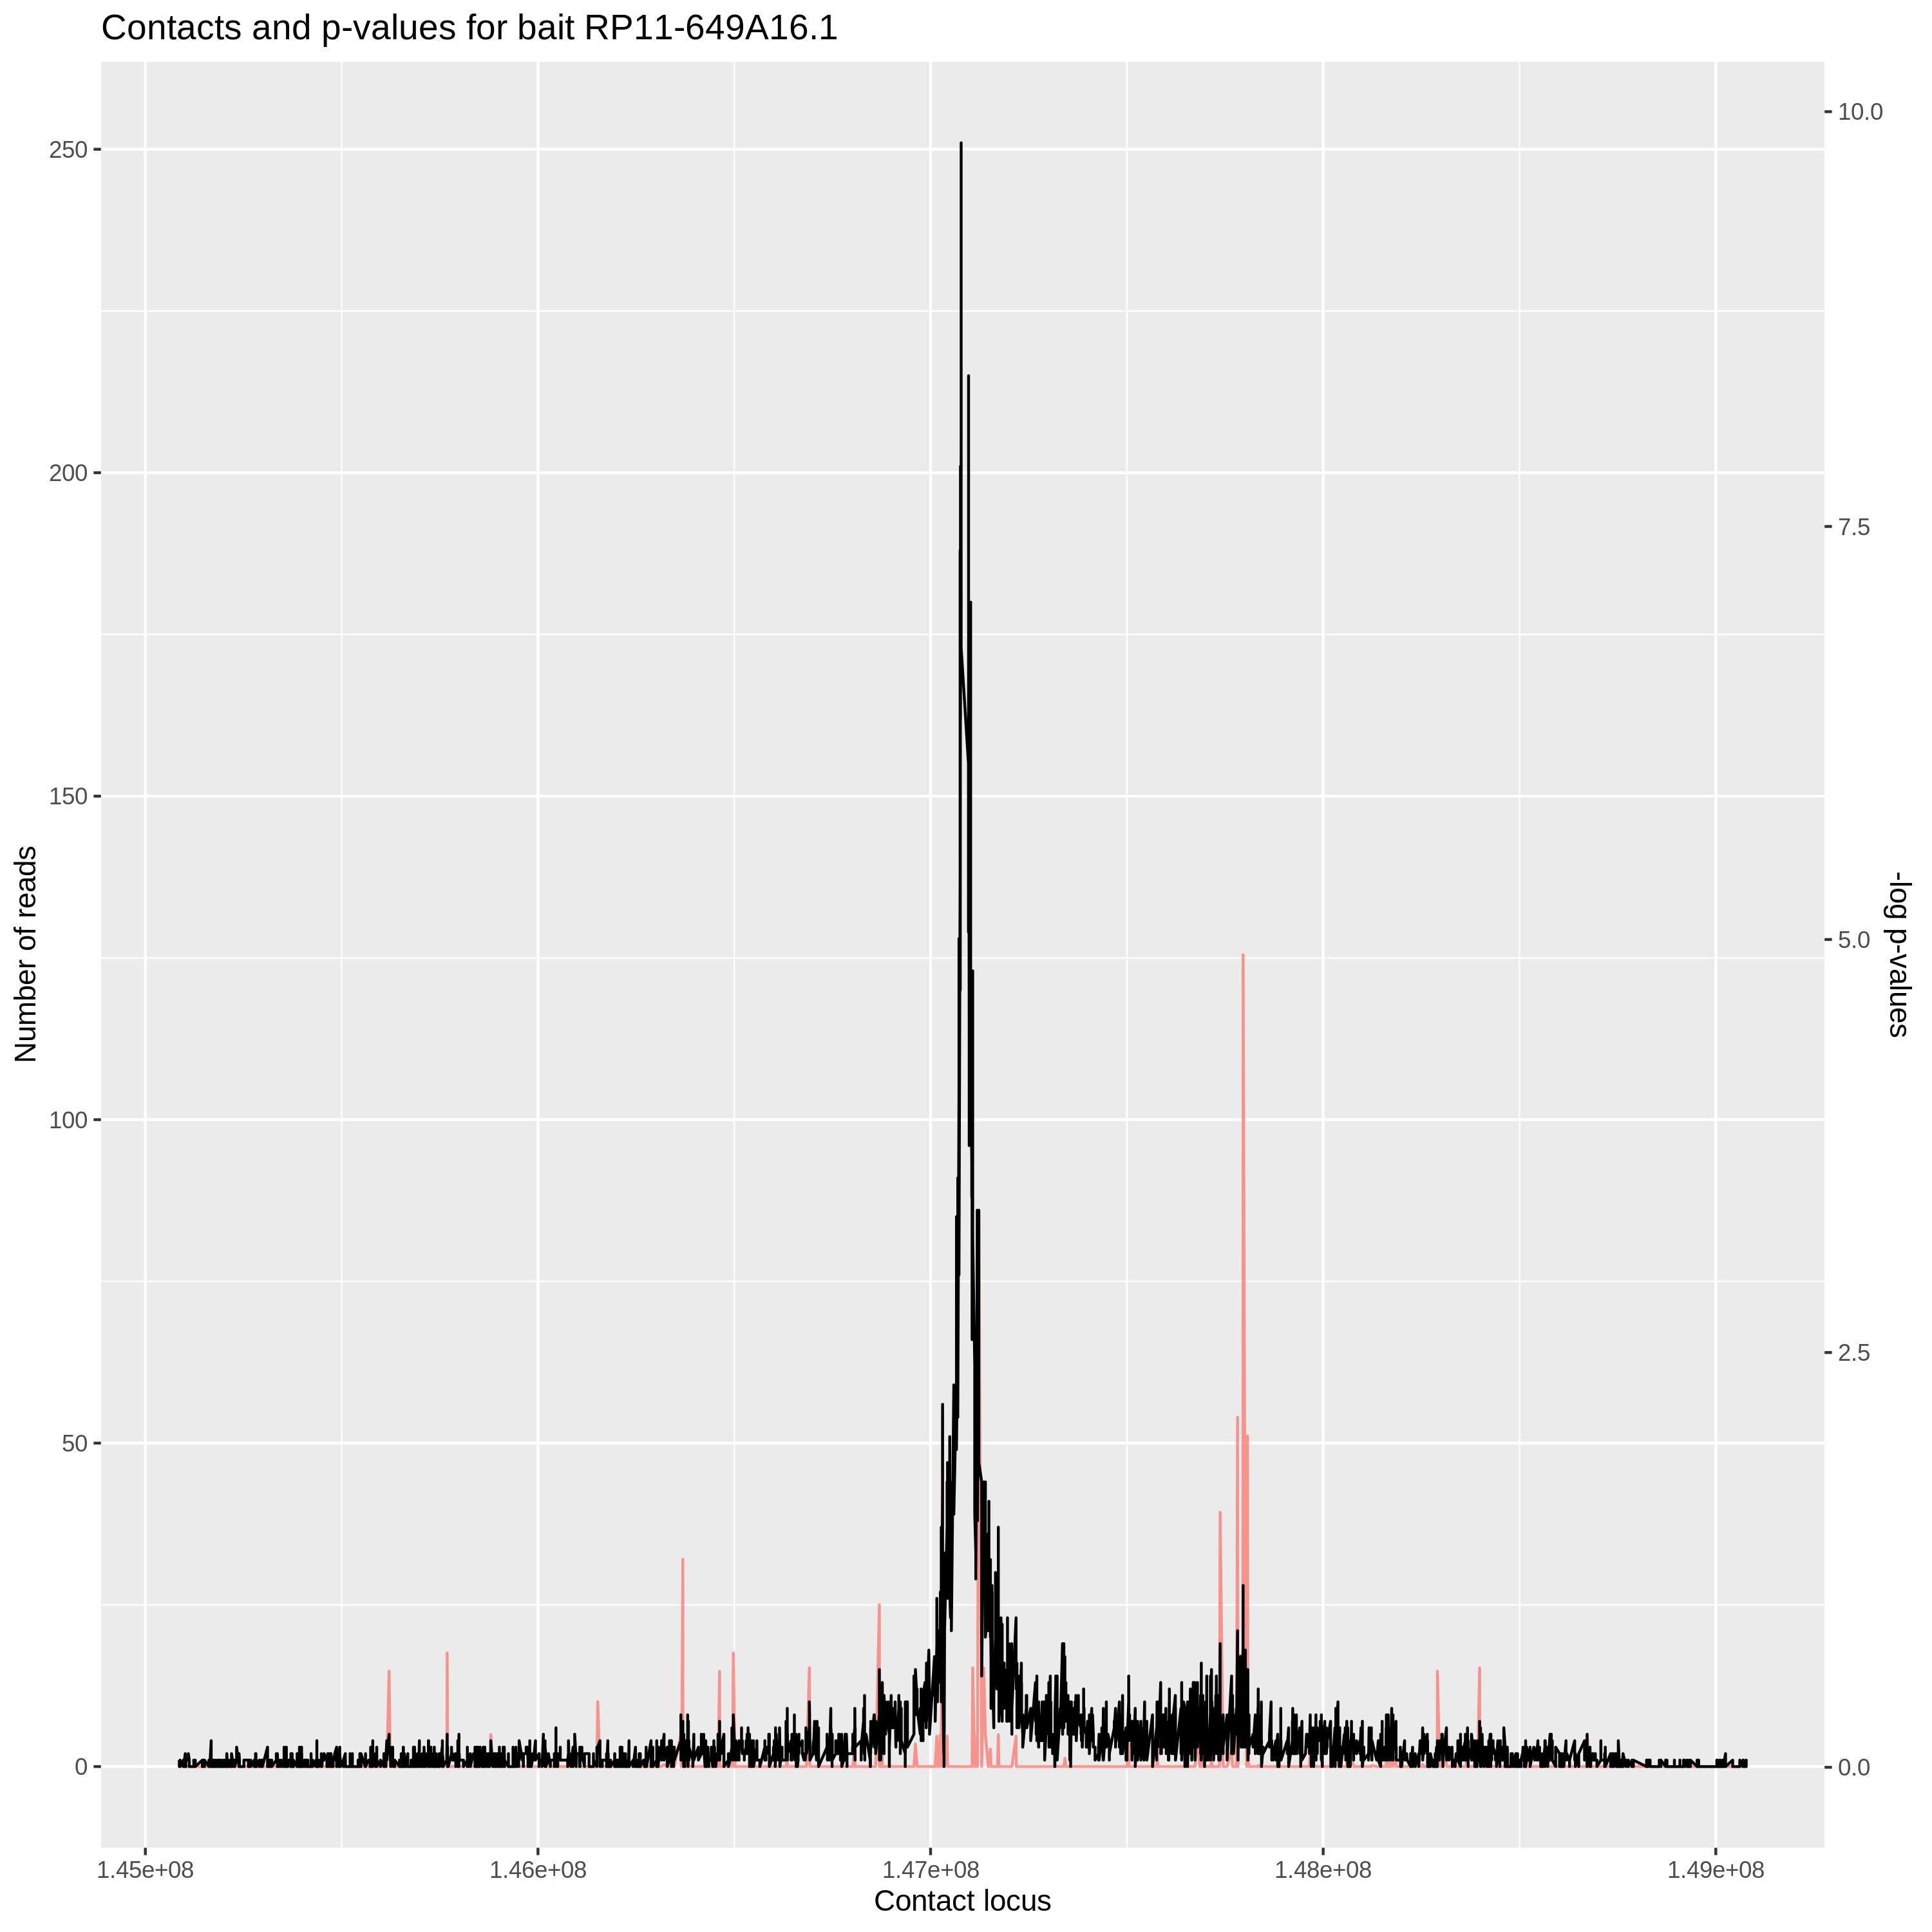 Contacts and p-values for bait RP11-649A16.1
250
200
150
100
50
0
Number of reads
10.0
7.5
5.0
2.5
0.0
-log p-values
1.45e+08
1.46e+08
1.47e+08
1.48e+08
1.49e+08
Contact locus